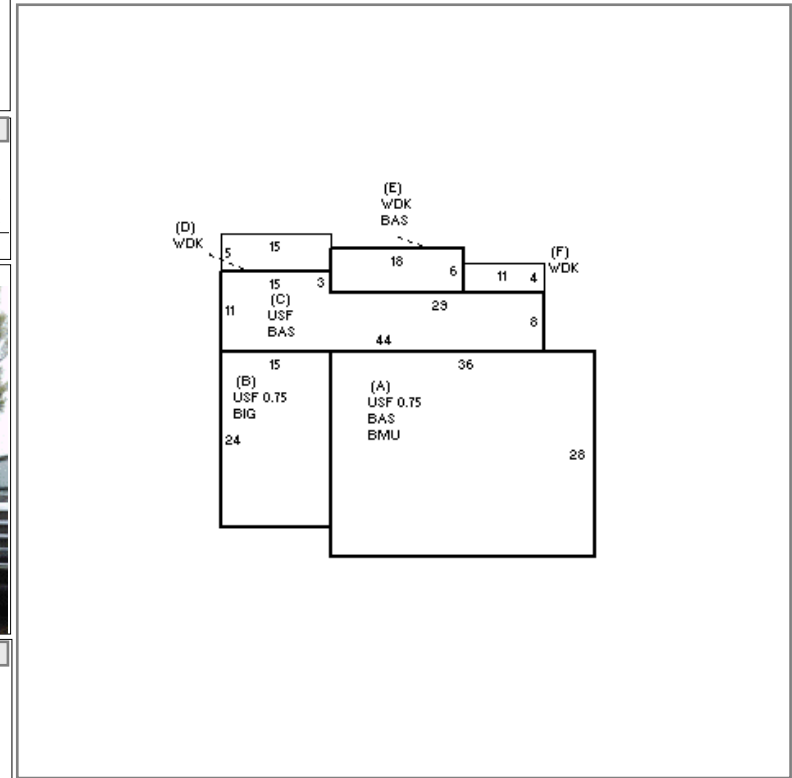 (E)
WDK
BAS
(D)
WDK
5
15
18
6
(F)
WDK
11
4
15
3
(C)
USF
BAS
11
29
8
44
15
36
(B)
USF 0.75
BIG
(A)
USF 0.75
BAS
BMU
24
28